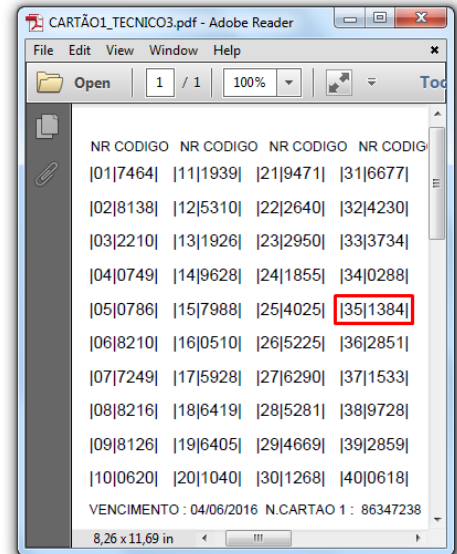 CARTÃO1_TECNICO3.pdf - Adobe Reader
File Edit View Window Help
Open 1 / 1 100%
NR CODIGO NR CODIGO NR CODIGO NR CODIG
|01|7464| |11|1939| |21|9471| |31|6677|
|02|8138| |12|5310| |22|2640| |32|4230|
|03|2210| |13|1926| |23|2950| |33|3734|
|04|0749| |14|9628| |24|1855| |34|0288|
|05|0786| |15|7988| |25|4025| |35|1384|
|06|8210| |16|0510| |26|5225| |36|2851|
|07|7249| |17|5928| |27|6290| |37|1533|
|08|8216| |18|6419| |28|5281| |38|9728|
|09|8126| |19|6405| |29|4669| |39|2859|
|10|0620| |20|1040| |30|1268| |40|0618|
VENCIMENTO : 04/06/2016 N.CARTAO 1 : 86347238
8,26 x 11,69 in